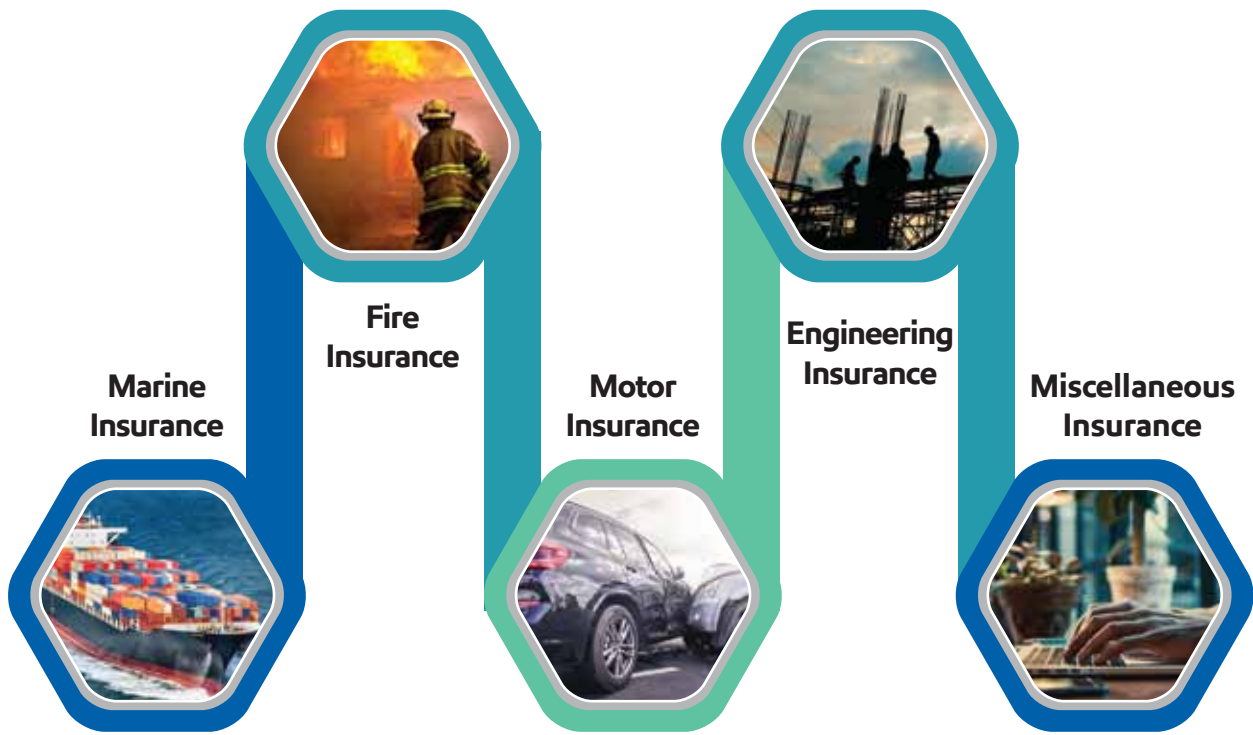 Marine
Insurance
Fire
Insurance
Motor
Insurance
Engineering
Insurance
Miscellaneous
Insurance